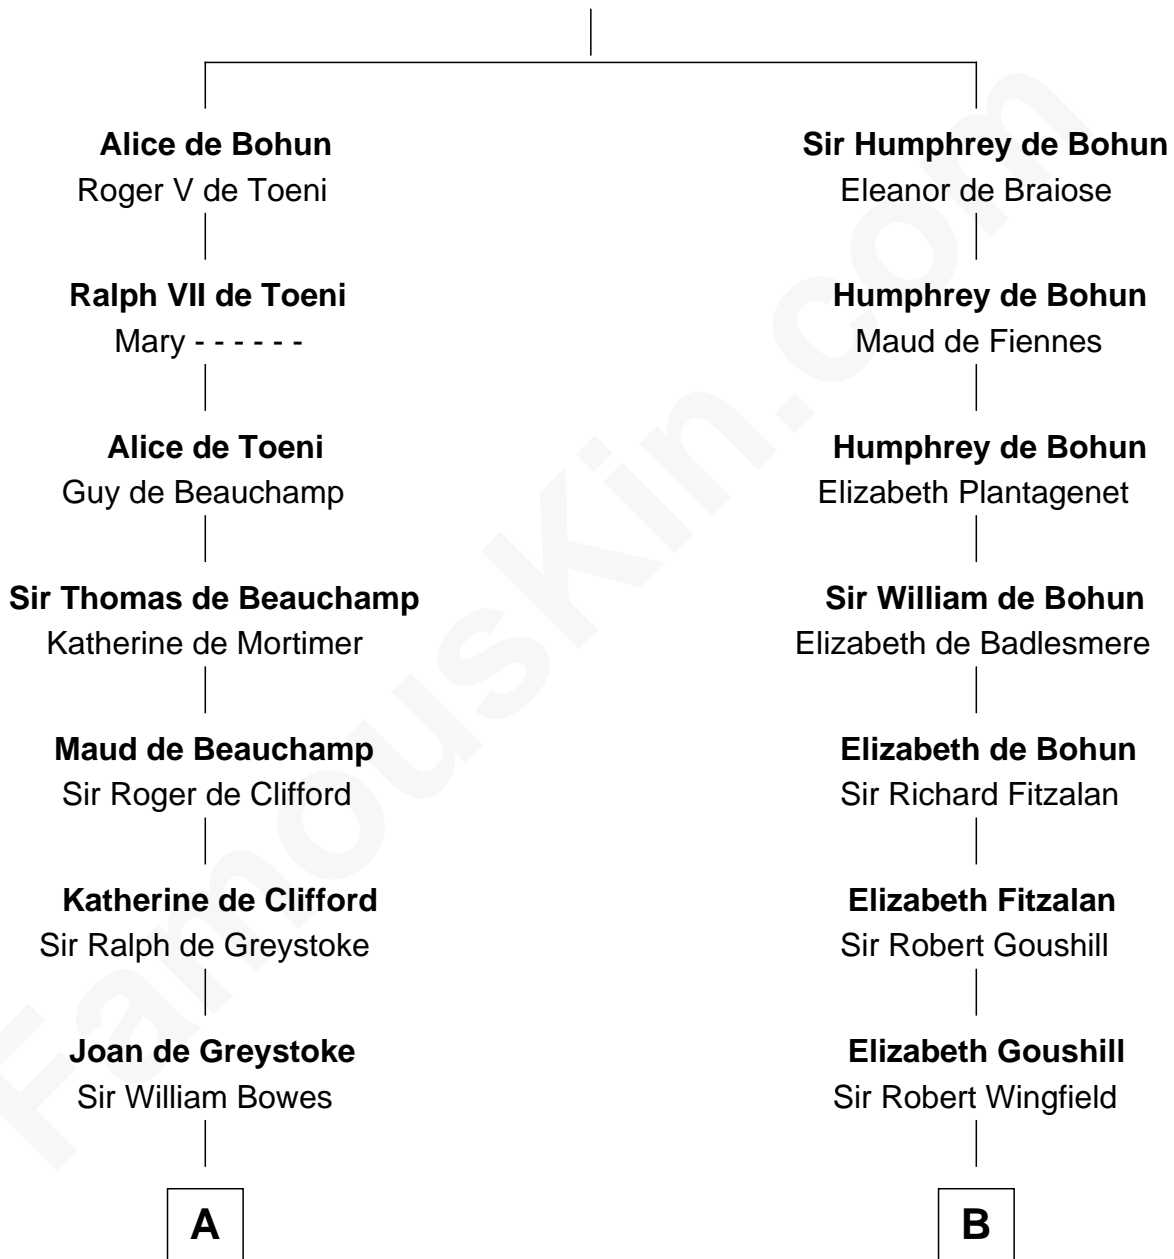 Alice de Bohun
Roger V de Toeni
Ralph VII de Toeni
Mary - - - - - -
Alice de Toeni
Guy de Beauchamp
Sir Thomas de Beauchamp
Katherine de Mortimer
Maud de Beauchamp
Sir Roger de Clifford
Katherine de Clifford
Sir Ralph de Greystoke
Joan de Greystoke
Sir William Bowes
A
Sir Humphrey de Bohun
Eleanor de Braiose
Humphrey de Bohun
Maud de Fiennes
Humphrey de Bohun
Elizabeth Plantagenet
Sir William de Bohun
Elizabeth de Badlesmere
Elizabeth de Bohun
Sir Richard Fitzalan
Elizabeth Fitzalan
Sir Robert Goushill
Elizabeth Goushill
Sir Robert Wingfield
B
FamousKin.com